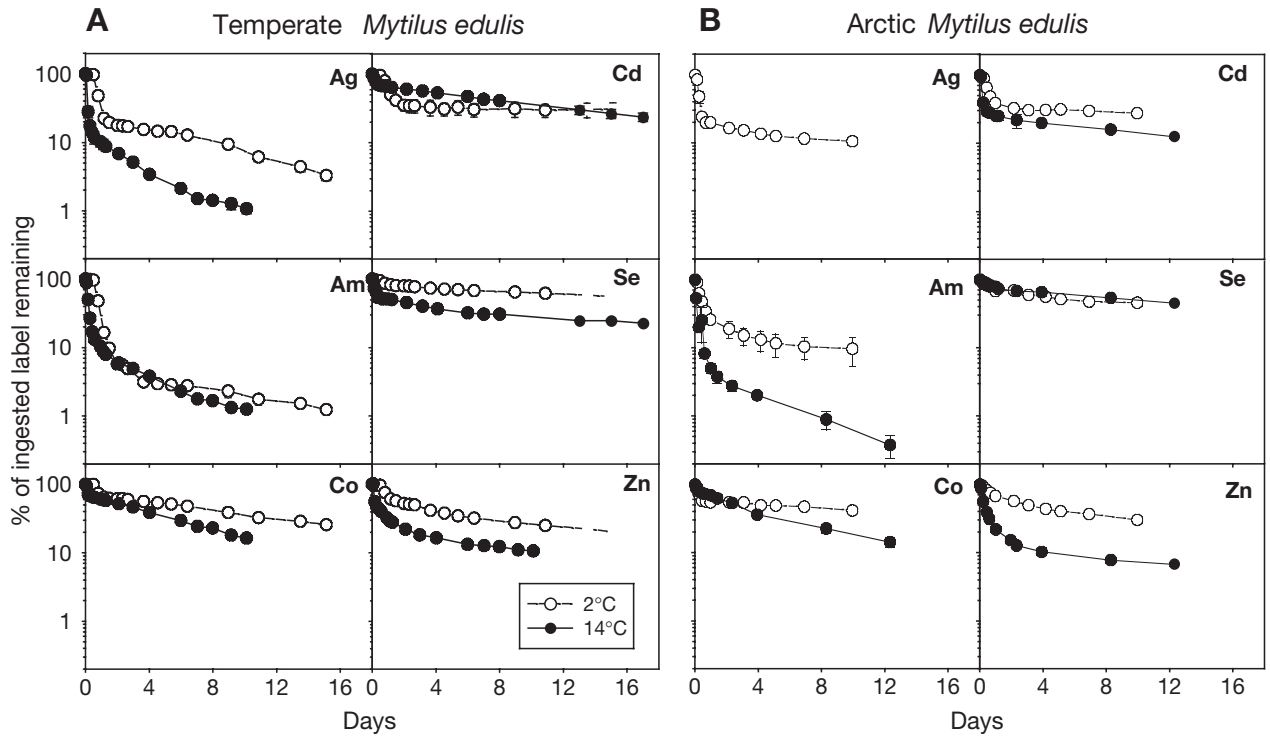 A Temperate Mytilus edulis
B Arctic Mytilus edulis
% of ingested label remaining
100 Ag Cd Ag Cd
10
1
100 Am Se Am Se
10
1
100 Co Zn Co Zn
10
1
2°C
14°C
0 4 8 12 16 0 4 8 12 16 0 4 8 12 0 4 8 12 16
Days Days